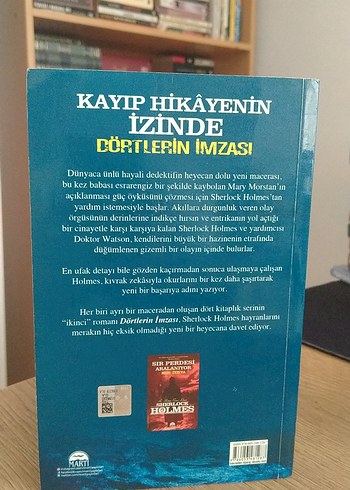 KAYIP HİKÂYENİN
İZİNDE
DÖRTLERİN İMZASI
Dünyaca ünlü hayali dedektifin heyecan dolu yeni macerası,
bu kez babası esrarengiz bir şekilde kaybolan Mary Morstan'ın
açıklaması güç öyküsünü çözmesi için Sherlock Holmes'tan
yardım istemesiyle başlar. Akıllara durgunluk veren olay
örgüsünün derinlerine indikçe hırsın ve entrikanın yol açtığı
bir cinayetle karşı karşıya kalan Sherlock Holmes ve yardımcısı
Doktor Watson, kendilerini büyük bir hazinenin etrafında
düğümlenen gizemli bir olayın içinde bulurlar.
En ufak detayı bile gözden kaçırmadan sonuca ulaşmaya çalışan
Holmes, kıvrak zekâsıyla okurlarını bir kez daha şaşırtarak
yeni bir başarıya adını yazıyor.
Her biri ayrı bir maceradan oluşan dört kitaplık serinin
"ikinci" romanı Dörtlerin İmzası, Sherlock Holmes hayranlarını
merakın hiç eksik olmadığı yeni bir heyecana davet ediyor.
SIR PERDESİ
ARALANIYOR
SHERLOCK
HOLMES
MARTI